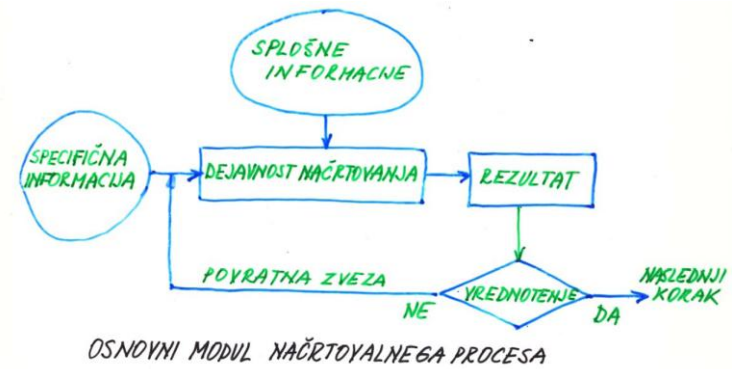 SPLOŠNE
INFORMACIJE
SPECIFIČNA
INFORMACIJA
DEJAVNOST NAČRTOVANJA
REZULTAT
POVRATNA ZVEZA
NE
VREDNOTENJE
DA
NASLEDNJI
KORAK
OSNOVNI MODUL NAČRTOVALNEGA PROCESA